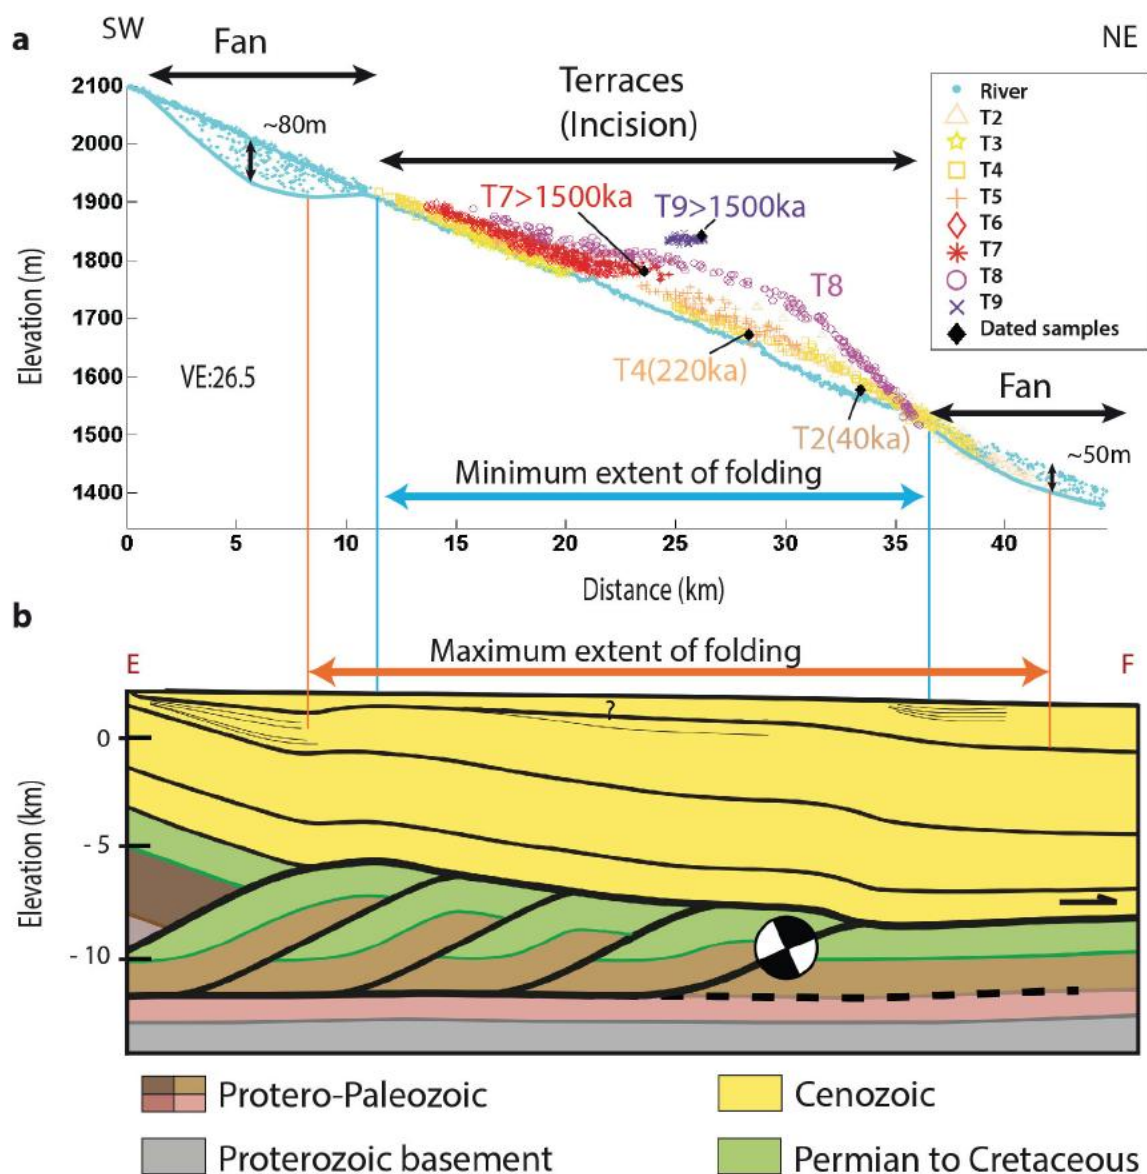 a
SW
Fan
NE
Terraces
(Incision)
2100
2000
1900
1800
1700
1600
1500
1400
Elevation (m)
~80m
T7>1500ka
T9>1500ka
T8
T4(220ka)
T2(40ka)
VE:26.5
River
T2
T3
T4
T5
T6
T7
T8
T9
Dated samples
Fan
~50m
Minimum extent of folding
0
5
10
15
20
25
30
35
40
Distance (km)
b
E
Maximum extent of folding
F
?
0
- 5
- 10
Elevation (km)
Protero-Paleozoic
Cenozoic
Proterozoic basement
Permian to Cretaceous